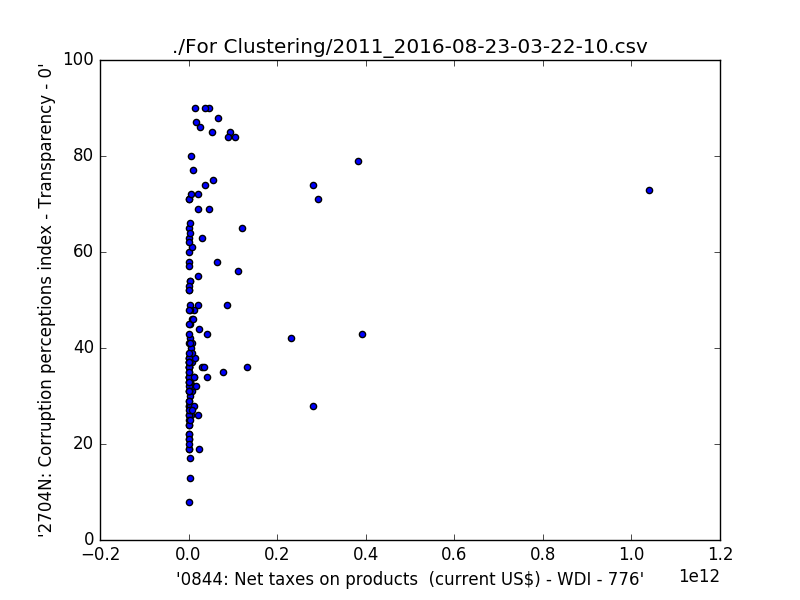 ./For Clustering/2011_2016-08-23-03-22-10.csv
'2704N: Corruption perceptions index - Transparency - 0'
100
80
60
40
20
0
−0.2 0.0 0.2 0.4 0.6 0.8 1.0 1.2
1e12
'0844: Net taxes on products  (current US$) - WDI - 776'